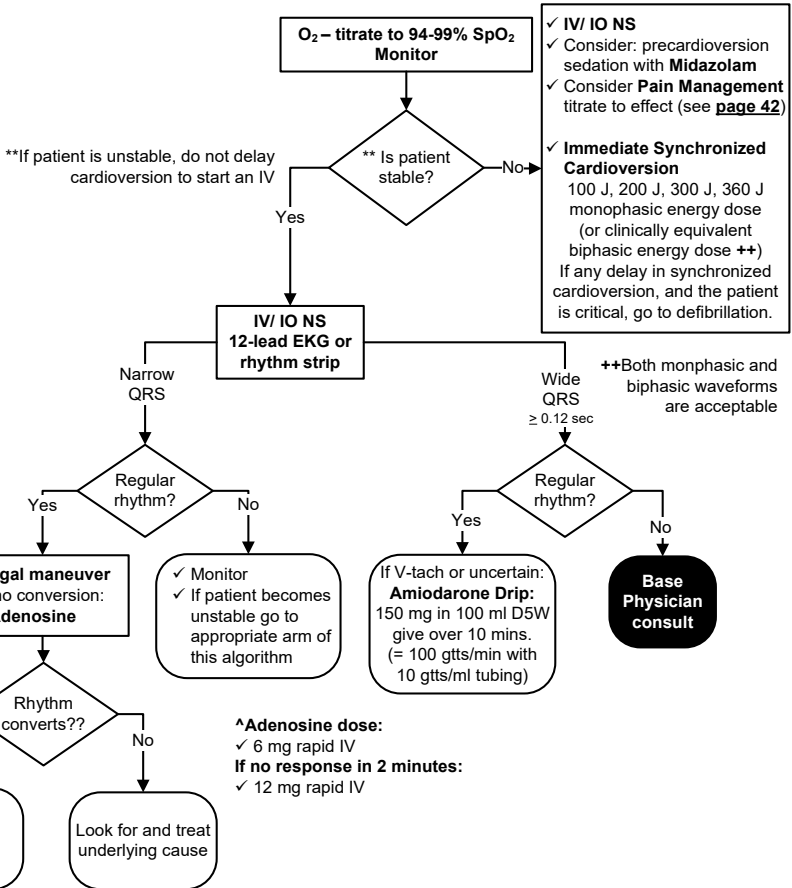 O₂ – titrate to 94-99% SpO₂
Monitor
✓ IV/ IO NS
✓ Consider: precardioversion
sedation with Midazolam
✓ Consider Pain Management
titrate to effect (see page 42)
✓ Immediate Synchronized
Cardioversion
100 J, 200 J, 300 J, 360 J
monophasic energy dose
(or clinically equivalent
biphasic energy dose ++)
If any delay in synchronized
cardioversion, and the patient
is critical, go to defibrillation.
**If patient is unstable, do not delay
cardioversion to start an IV
** Is patient
stable?
No
Yes
IV/ IO NS
12-lead EKG or
rhythm strip
++Both monphasic and
biphasic waveforms
are acceptable
Narrow
QRS
Wide
QRS
≥ 0.12 sec
Regular
rhythm?
Yes
No
Regular
rhythm?
Yes
No
gal maneuver
no conversion:
denosine
✓ Monitor
✓ If patient becomes
unstable go to
appropriate arm of
this algorithm
If V-tach or uncertain:
Amiodarone Drip:
150 mg in 100 ml D5W
give over 10 mins.
(= 100 gtts/min with
10 gtts/ml tubing)
Base
Physician
consult
Rhythm
converts??
No
^Adenosine dose:
✓ 6 mg rapid IV
If no response in 2 minutes:
✓ 12 mg rapid IV
Look for and treat
underlying cause